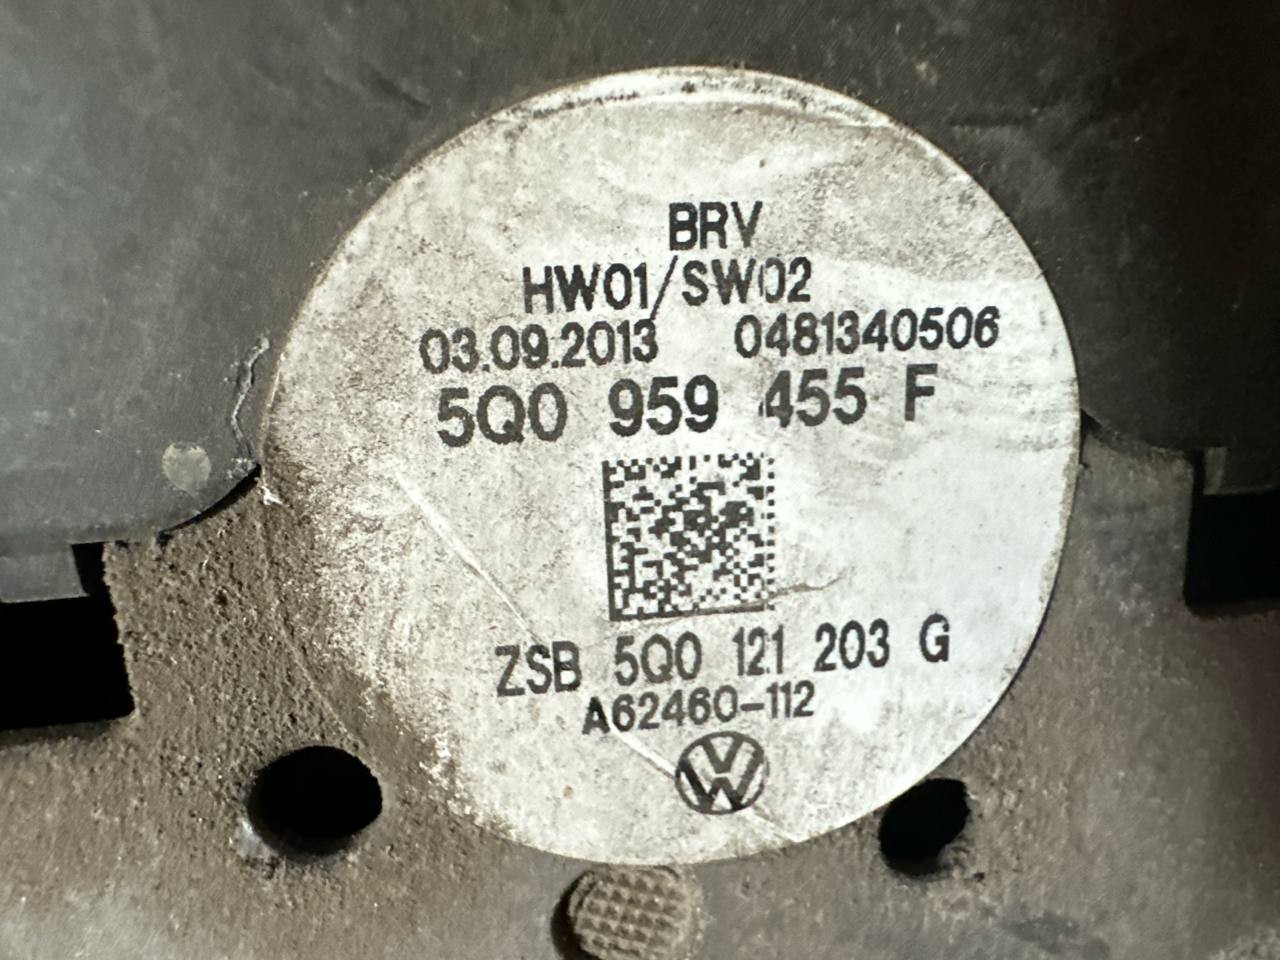 BRV
HW01/SW02
03.09.2013 0481340506
5Q0 959 455 F
ZSB 5Q0 121 203 G
A62460-112